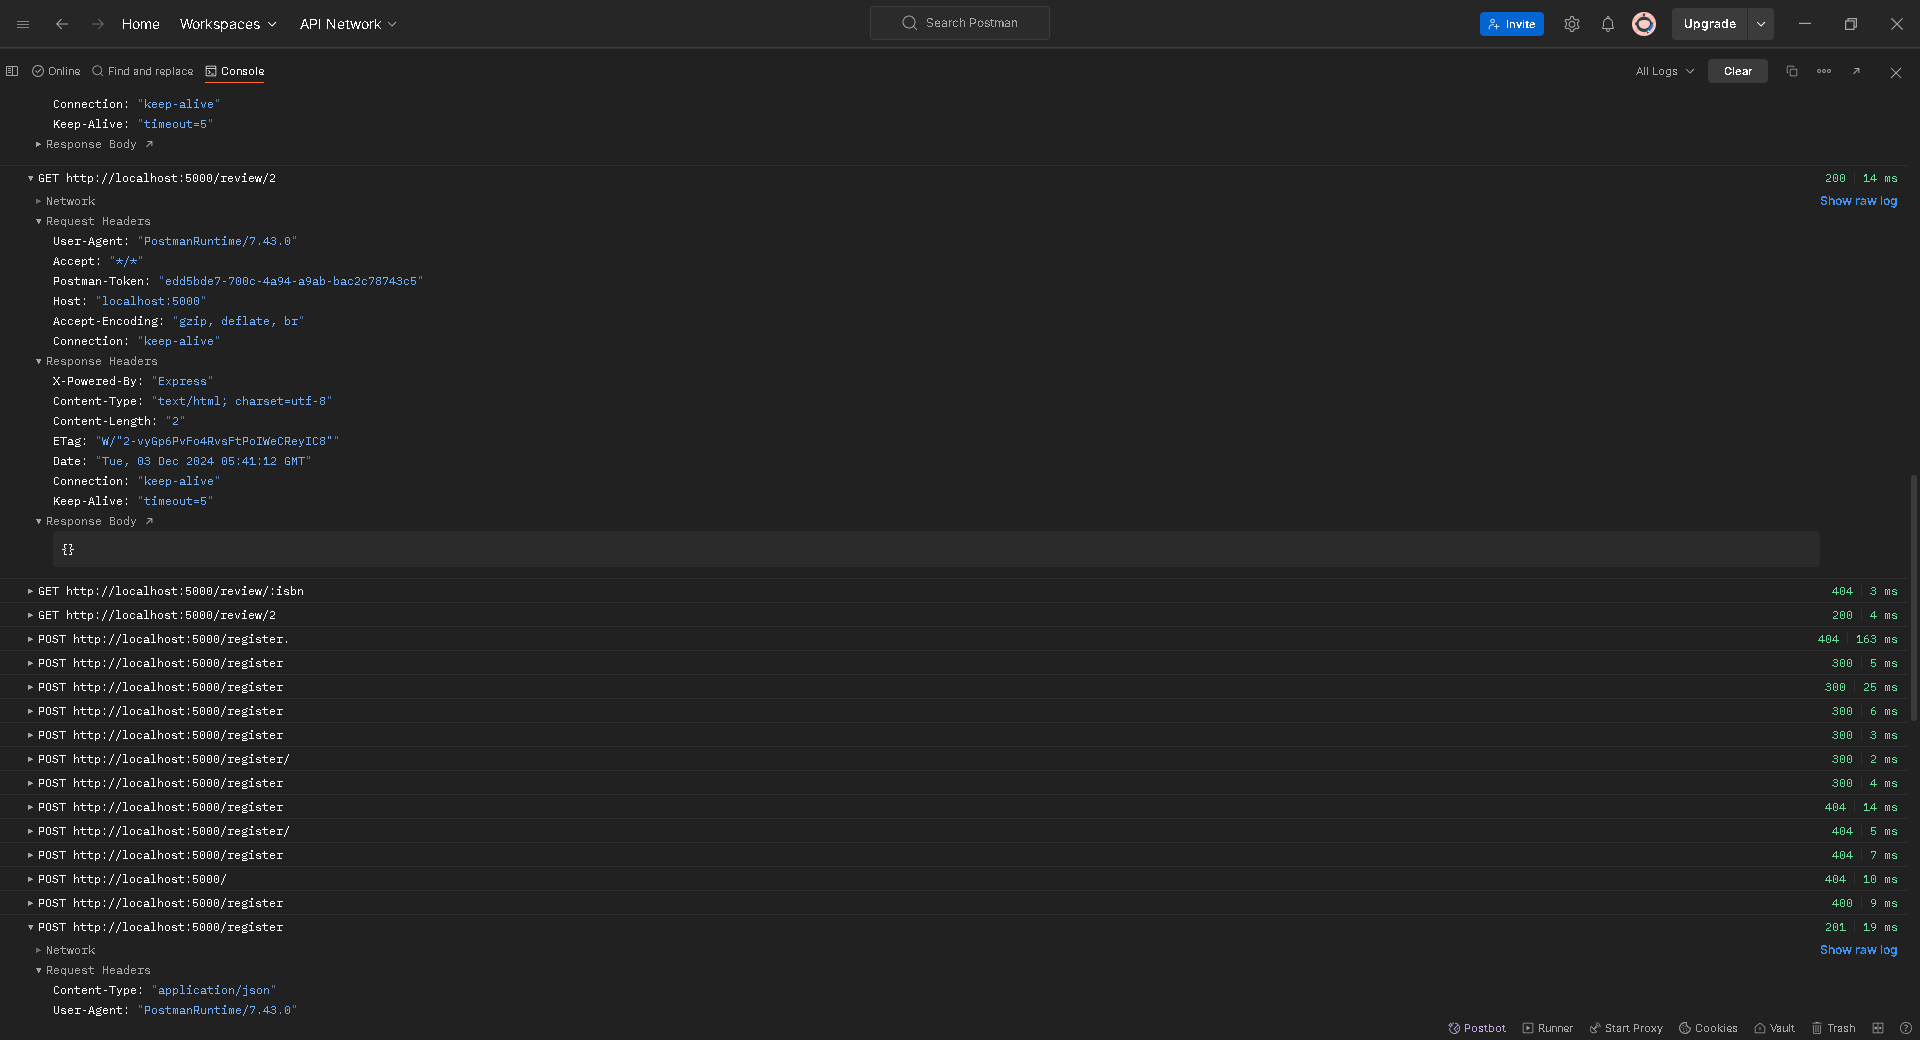 Home Workspaces API Network Search Postman Invite Upgrade
Online Find and replace Console All Logs Clear
Connection: "keep-alive"
Keep-Alive: "timeout=5"
Response Body
GET http://localhost:5000/review/2 200 14 ms
Network Show raw log
Request Headers
User-Agent: "PostmanRuntime/7.43.0"
Accept: "*/*"
Postman-Token: "edd5bde7-700c-4a94-a9ab-bac2c78743c5"
Host: "localhost:5000"
Accept-Encoding: "gzip, deflate, br"
Connection: "keep-alive"
Response Headers
X-Powered-By: "Express"
Content-Type: "text/html; charset=utf-8"
Content-Length: "2"
ETag: "W/"2-vyGp6PvFo4RvsFtPoIWeCReyIC8""
Date: "Tue, 03 Dec 2024 05:41:12 GMT"
Connection: "keep-alive"
Keep-Alive: "timeout=5"
Response Body
{}
GET http://localhost:5000/review/:isbn 404 3 ms
GET http://localhost:5000/review/2 200 4 ms
POST http://localhost:5000/register. 404 163 ms
POST http://localhost:5000/register 300 5 ms
POST http://localhost:5000/register 300 25 ms
POST http://localhost:5000/register 300 6 ms
POST http://localhost:5000/register 300 3 ms
POST http://localhost:5000/register/ 300 2 ms
POST http://localhost:5000/register 300 4 ms
POST http://localhost:5000/register 404 14 ms
POST http://localhost:5000/register/ 404 5 ms
POST http://localhost:5000/register 404 7 ms
POST http://localhost:5000/ 404 10 ms
POST http://localhost:5000/register 400 9 ms
POST http://localhost:5000/register 201 19 ms
Network Show raw log
Request Headers
Content-Type: "application/json"
User-Agent: "PostmanRuntime/7.43.0"
Postbot Runner Start Proxy Cookies Vault Trash